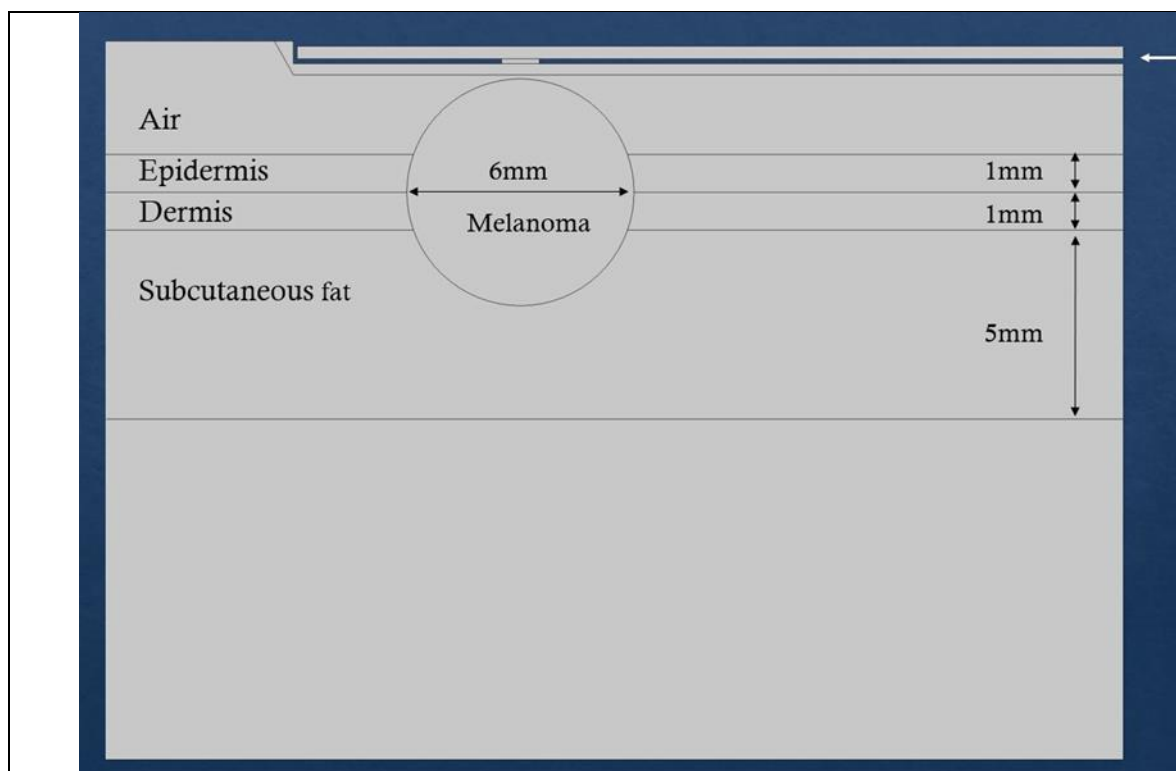 Air
Epidermis
6mm
1mm
Dermis
Melanoma
1mm
Subcutaneous fat
5mm